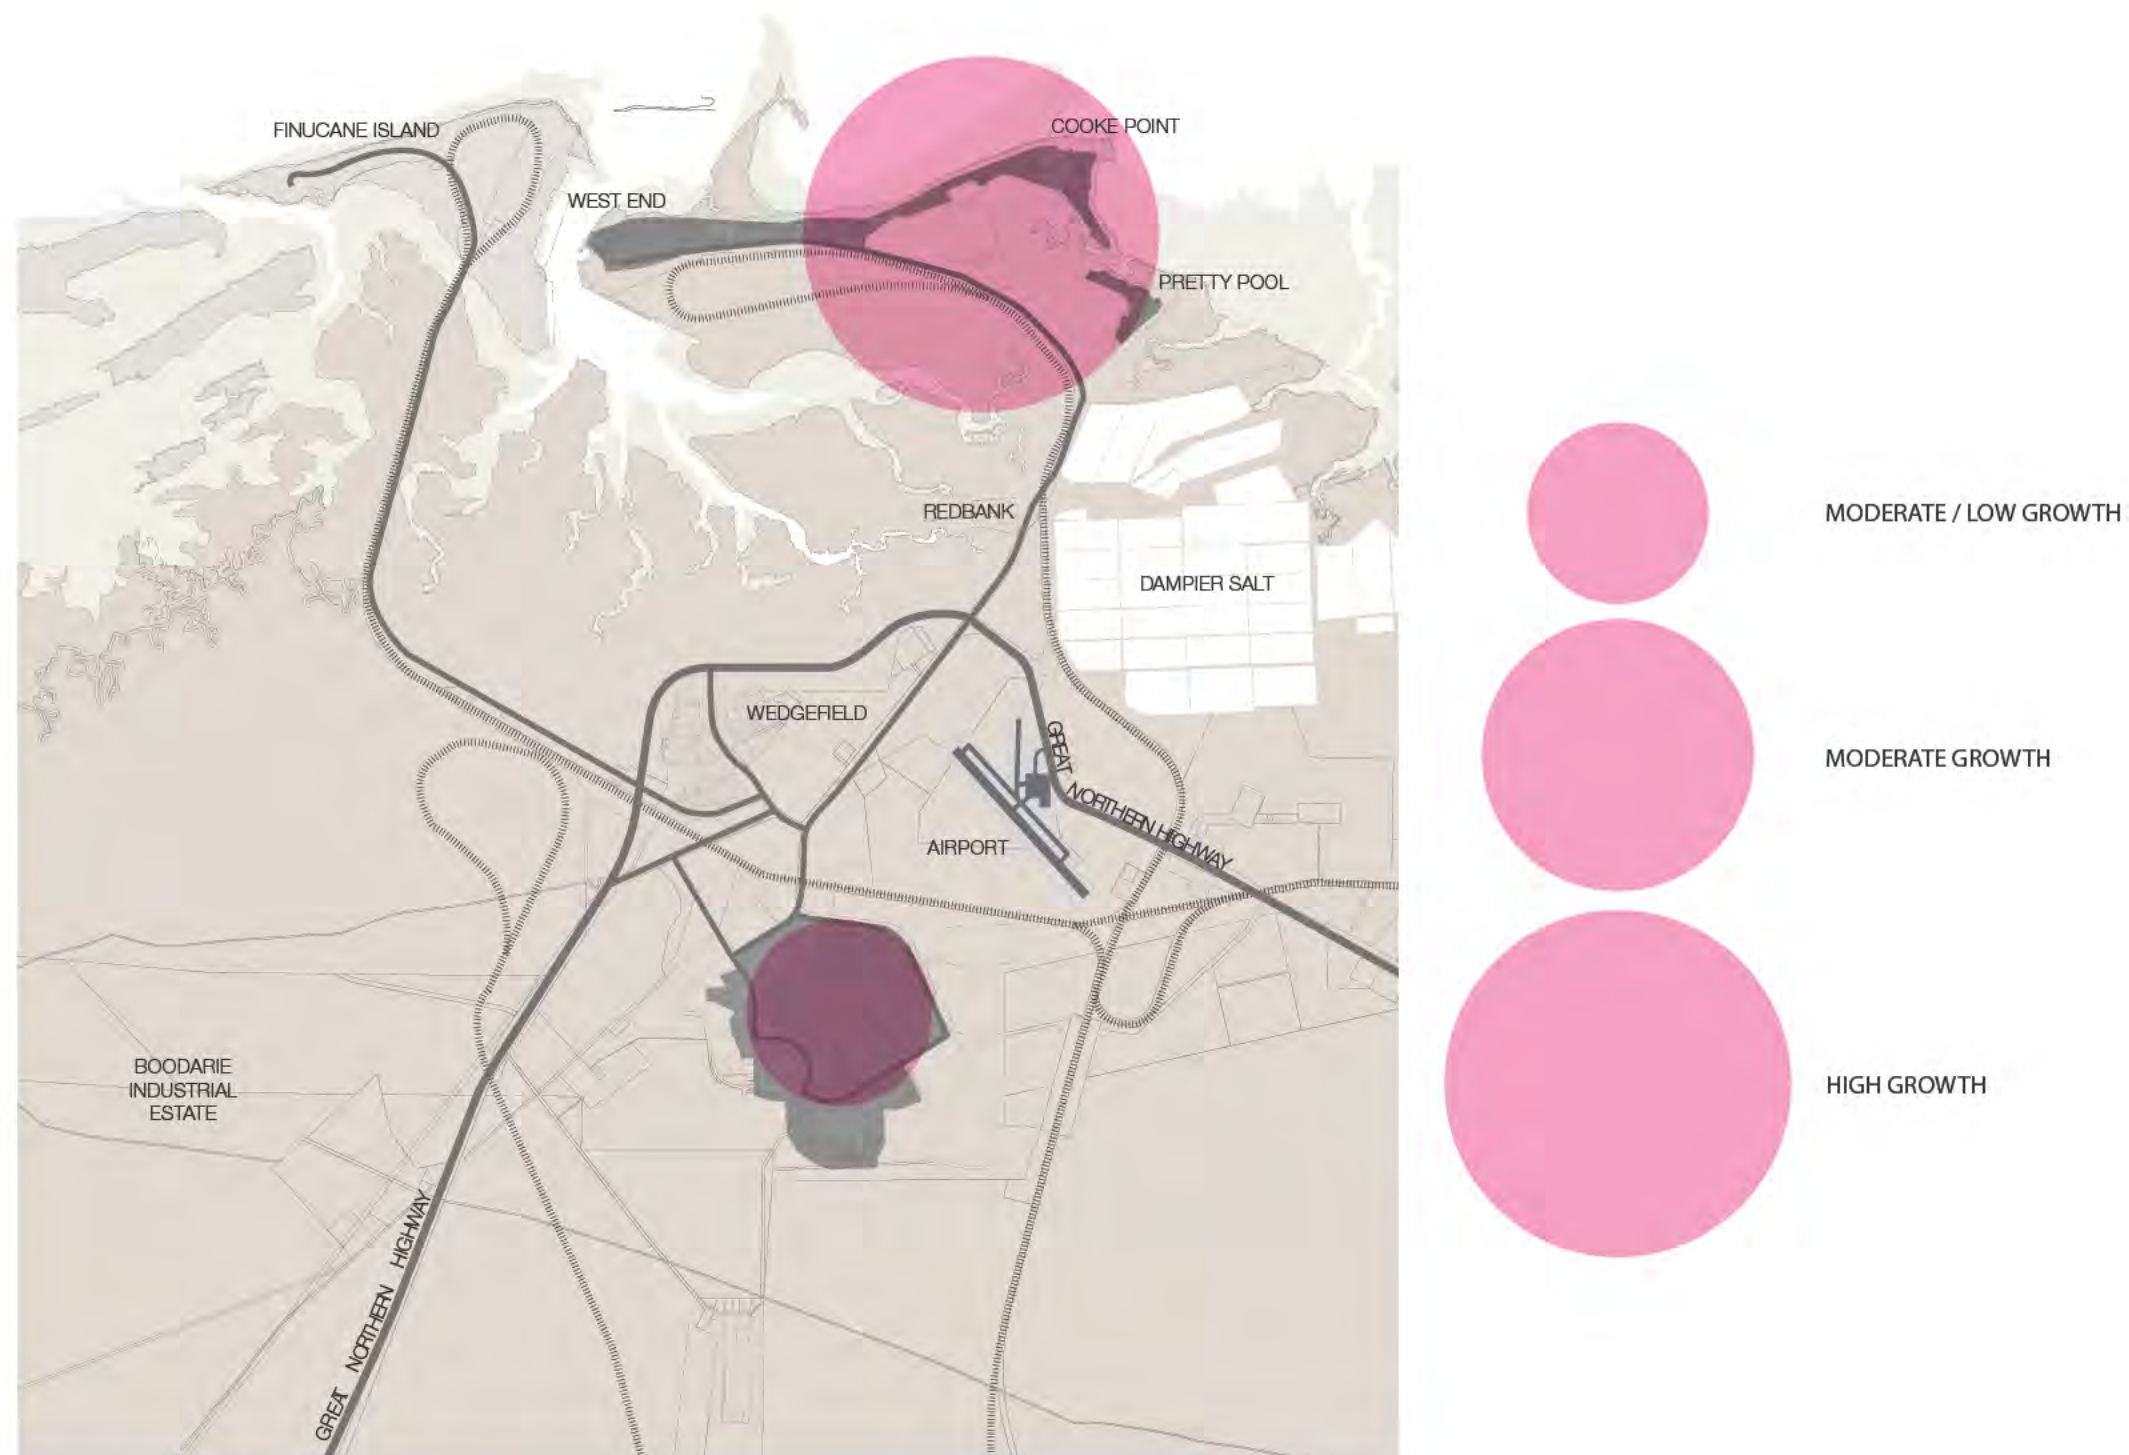 FINUCANE ISLAND
COOKE POINT
WEST END
PRETTY POOL
REDBANK
DAMPIER SALT
WEDGEFIELD
GREAT NORTHERN HIGHWAY
AIRPORT
BOODARIE
INDUSTRIAL
ESTATE
GREAT NORTHERN HIGHWAY
MODERATE / LOW GROWTH
MODERATE GROWTH
HIGH GROWTH